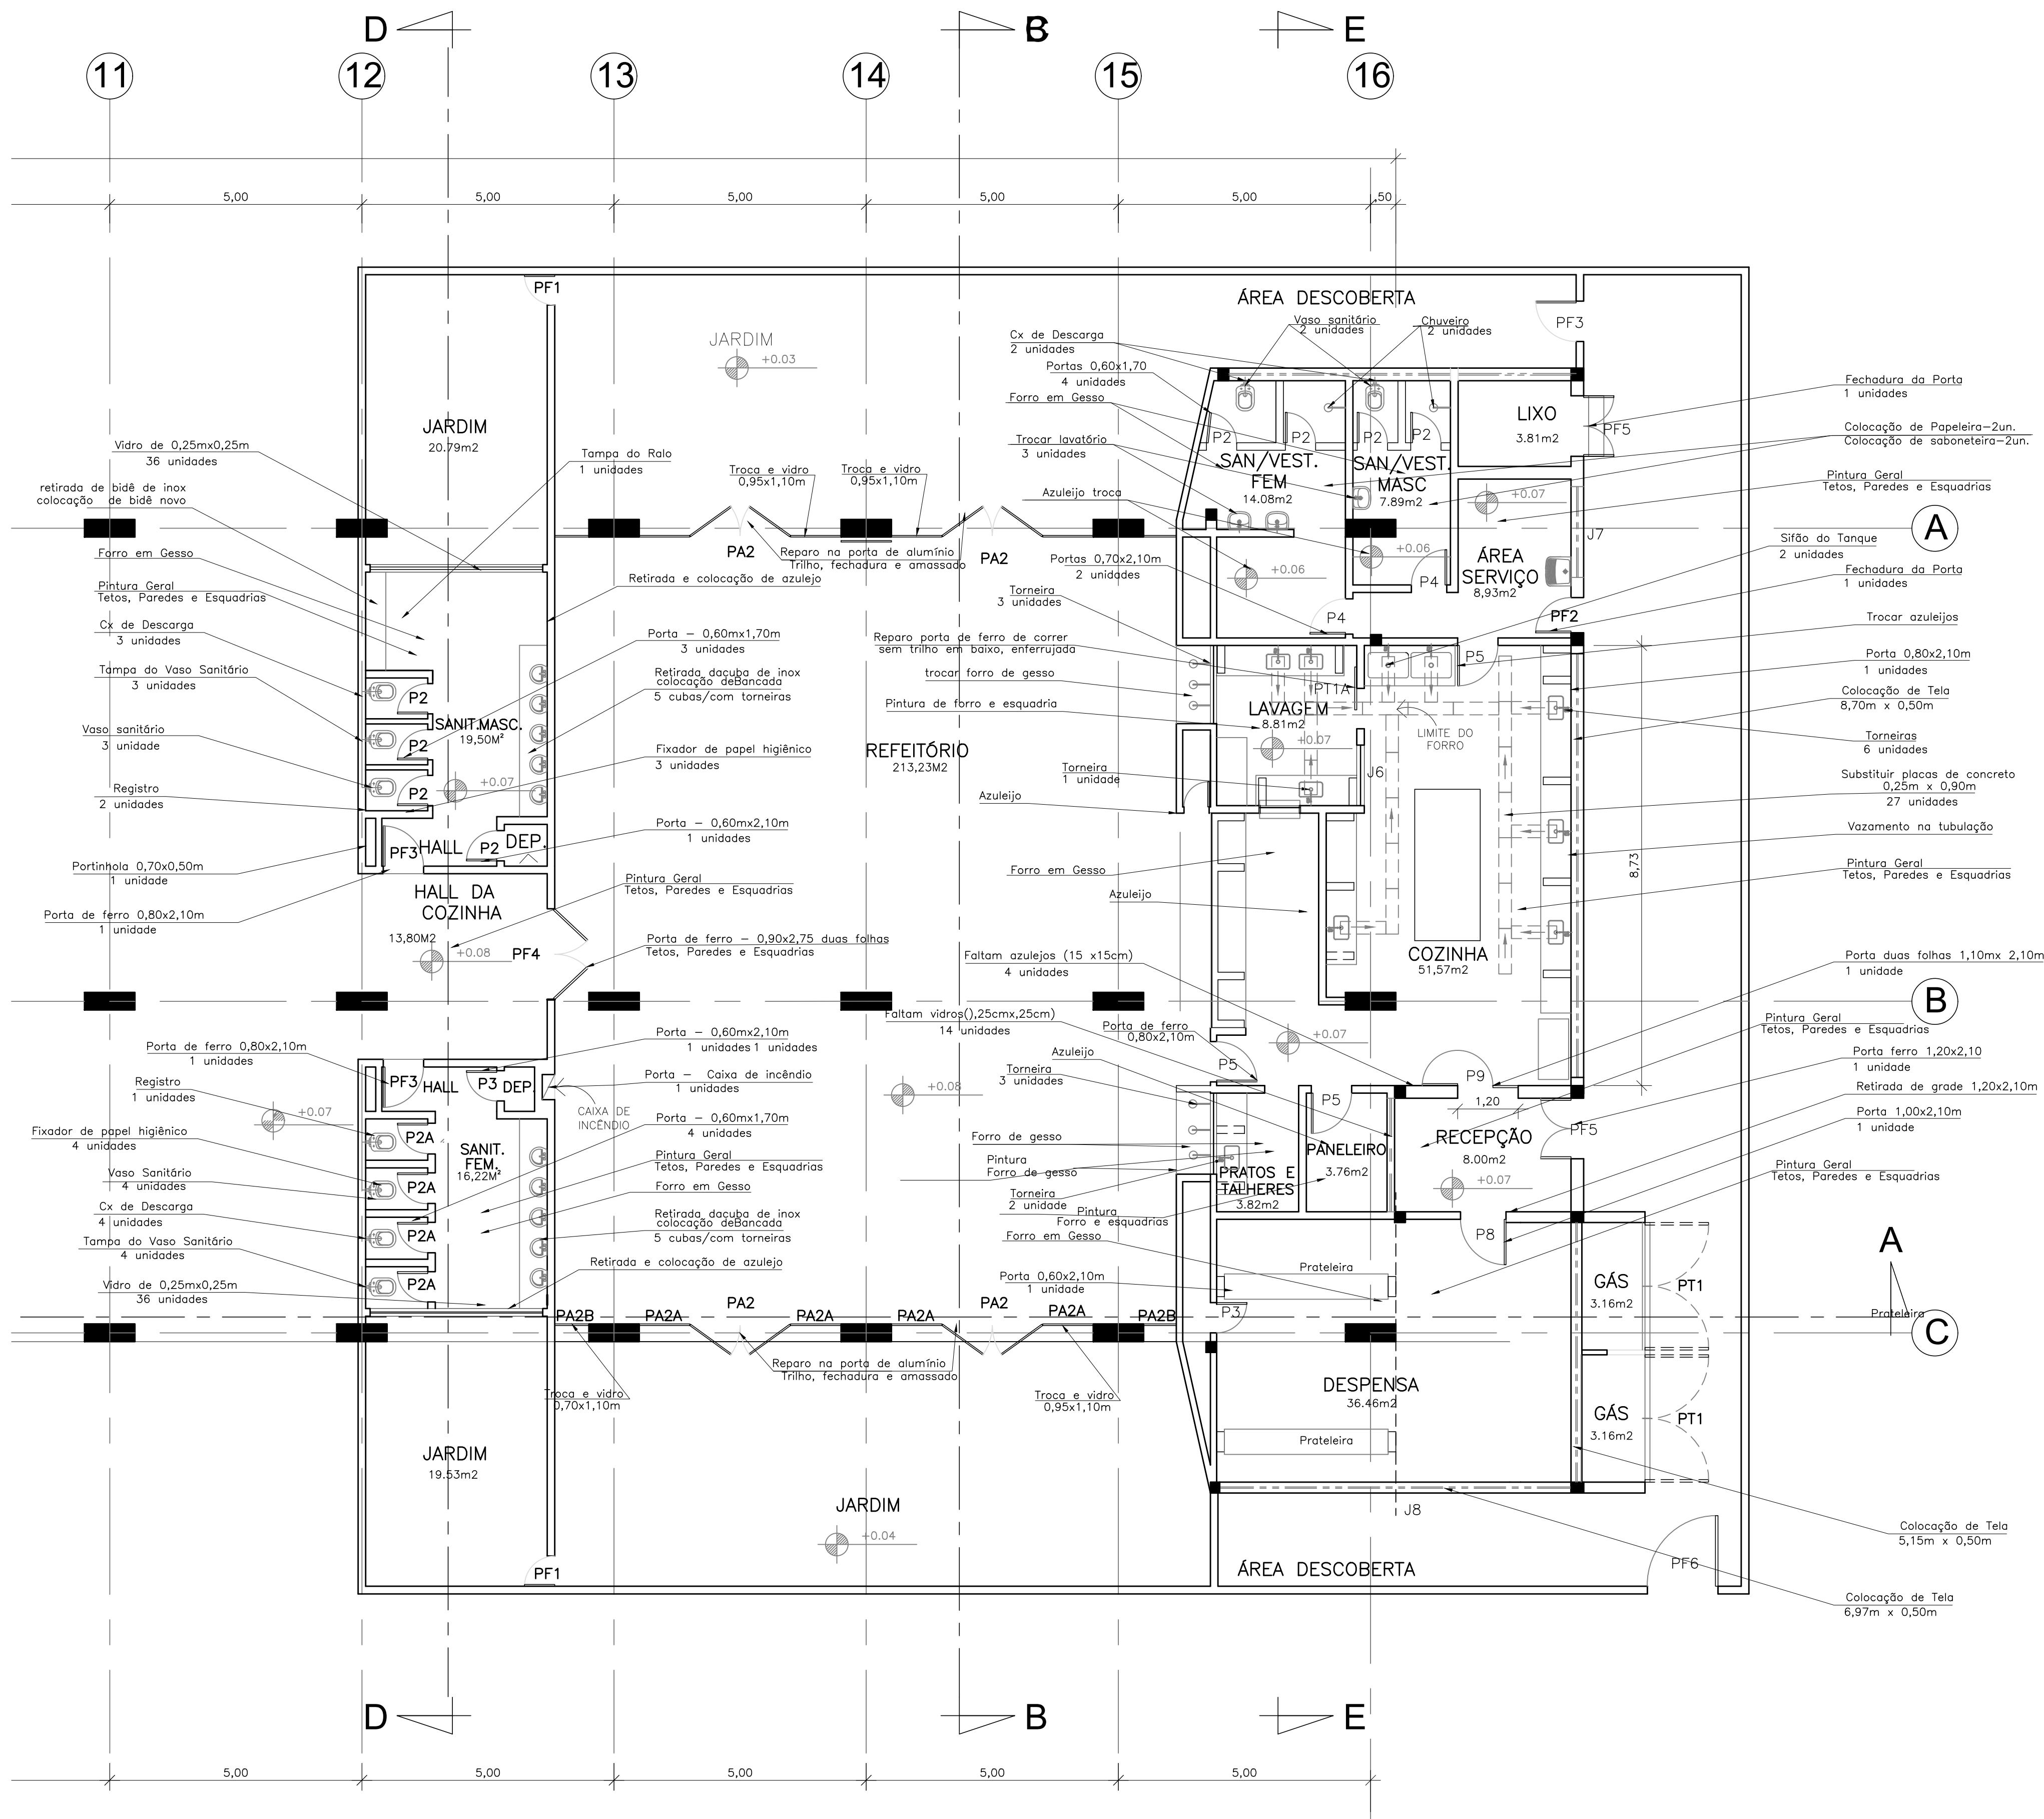 D
B
C
E
11
12
13
14
15
16
5,00
5,00
5,00
5,00
5,00
,50
PF1
ÁREA DESCOBERTA
JARDIM
+0.03
PF3
Vaso sanitário
2 unidades
Chuveiro
2 unidades
Cx de Descarga
2 unidades
Portas 0,60x1,70
4 unidades
Forro em Gesso
Trocar lavatório
3 unidades
Azuleijo troca
P2
P2
P2
P2
SAN/VEST.
FEM
14.08m2
SAN/VEST.
MASC
7.89m2
LIXO
3.81m2
PF5
+0.07
Fechadura da Porta
1 unidades
Colocação de Papeleira-2un.
Colocação de saboneteira-2un.
Pintura Geral
Tetos, Paredes e Esquadrias
JARDIM
20.79m2
Vidro de 0,25mx0,25m
36 unidades
retirada de bidê de inox
colocação de bidê novo
Tampa do Ralo
1 unidades
Troca e vidro
0,95x1,10m
Troca e vidro
0,95x1,10m
A
J7
PA2
Reparo na porta de alumínio
Trilho, fechadura e amassado
PA2
Forro em Gesso
Pintura Geral
Tetos, Paredes e Esquadrias
Retirada e colocação de azulejo
Portas 0,70x2,10m
2 unidades
+0.06
+0.06
P4
P4
ÁREA
SERVIÇO
8,93m2
PF2
Sifão do Tanque
2 unidades
Fechadura da Porta
1 unidades
Trocar azuleijos
Cx de Descarga
3 unidades
Tampa do Vaso Sanitário
3 unidades
Vaso sanitário
3 unidade
Registro
2 unidades
P2
P2
P2
SANIT.MASC.
19,50M²
+0.07
Porta - 0,60mx1,70m
3 unidades
Retirada dacuba de inox
colocação deBancada
5 cubas/com torneiras
Fixador de papel higiênico
3 unidades
Torneira
3 unidades
Reparo porta de ferro de correr
sem trilho em baixo, enferrujada
trocar forro de gesso
Pintura de forro e esquadria
REFEITÓRIO
213,23M2
Torneira
1 unidade
Azuleijo
PT1A
LAVAGEM
8.81m2
+0.07
P5
LIMITE DO
FORRO
J6
Porta 0,80x2,10m
1 unidades
Colocação de Tela
8,70m x 0,50m
Torneiras
6 unidades
Substituir placas de concreto
0,25m x 0,90m
27 unidades
Vazamento na tubulação
Pintura Geral
Tetos, Paredes e Esquadrias
8,73
Portinhola 0,70x0,50m
1 unidade
Porta de ferro 0,80x2,10m
1 unidade
PF3
HALL
P2
DEP.
Porta - 0,60mx2,10m
1 unidades
Pintura Geral
Tetos, Paredes e Esquadrias
HALL DA
COZINHA
13,80M2
+0.08
PF4
Porta de ferro - 0,90x2,75 duas folhas
Tetos, Paredes e Esquadrias
Forro em Gesso
Azuleijo
Faltam azulejos (15 x15cm)
4 unidades
COZINHA
51,57m2
Porta duas folhas 1,10mx 2,10m
1 unidade
B
Pintura Geral
Tetos, Paredes e Esquadrias
Porta ferro 1,20x2,10
1 unidades
Retirada de grade 1,20x2,10m
Porta 1,00x2,10m
1 unidade
Pintura Geral
Tetos, Paredes e Esquadrias
Faltam vidros(),25cmx,25cm)
14 unidades
Porta de ferro
0,80x2,10m
+0.07
Azuleijo
Torneira
3 unidades
P5
P5
P9
1,20
PF5
Forro de gesso
Pintura
Forro de gesso
Torneira
2 unidade
Pintura
Forro e esquadrias
PRATOS E
TALHERES
3.82m2
PANELEIRO
3.76m2
RECEPÇÃO
8.00m2
+0.07
Porta de ferro 0,80x2,10m
1 unidades
Registro
1 unidades
Fixador de papel higiênico
4 unidades
Vaso Sanitário
4 unidades
Cx de Descarga
4 unidades
Tampa do Vaso Sanitário
4 unidades
Vidro de 0,25mx0,25m
36 unidades
+0.07
PF3
HALL
P3
DEP.
P2A
P2A
P2A
P2A
SANIT.
FEM.
16,22M²
Porta - 0,60mx2,10m
1 unidades 1 unidades
Porta - Caixa de incêndio
1 unidades
CAIXA DE
INCÊNDIO
Porta - 0,60mx1,70m
4 unidades
Pintura Geral
Tetos, Paredes e Esquadrias
Forro em Gesso
Retirada dacuba de inox
colocação deBancada
5 cubas/com torneiras
Retirada e colocação de azulejo
+0.08
Forro em Gesso
Porta 0,60x2,10m
1 unidade
Prateleira
P3
P8
GÁS
3.16m2
PT1
A
Prateleira
C
PA2B
PA2A
PA2
PA2A
PA2A
PA2
PA2A
PA2B
Reparo na porta de alumínio
Trilho, fechadura e amassado
Troca e vidro
0,70x1,10m
Troca e vidro
0,95x1,10m
DESPENSA
36.46m2
Prateleira
GÁS
3.16m2
PT1
JARDIM
19.53m2
JARDIM
+0.04
J8
Colocação de Tela
5,15m x 0,50m
PF1
ÁREA DESCOBERTA
PF6
Colocação de Tela
6,97m x 0,50m
D
B
E
5,00
5,00
5,00
5,00
5,00